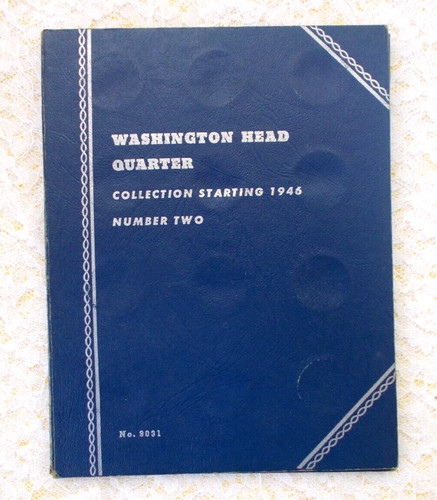 WASHINGTON HEAD
QUARTER
COLLECTION STARTING 1946
NUMBER TWO
No. 9031